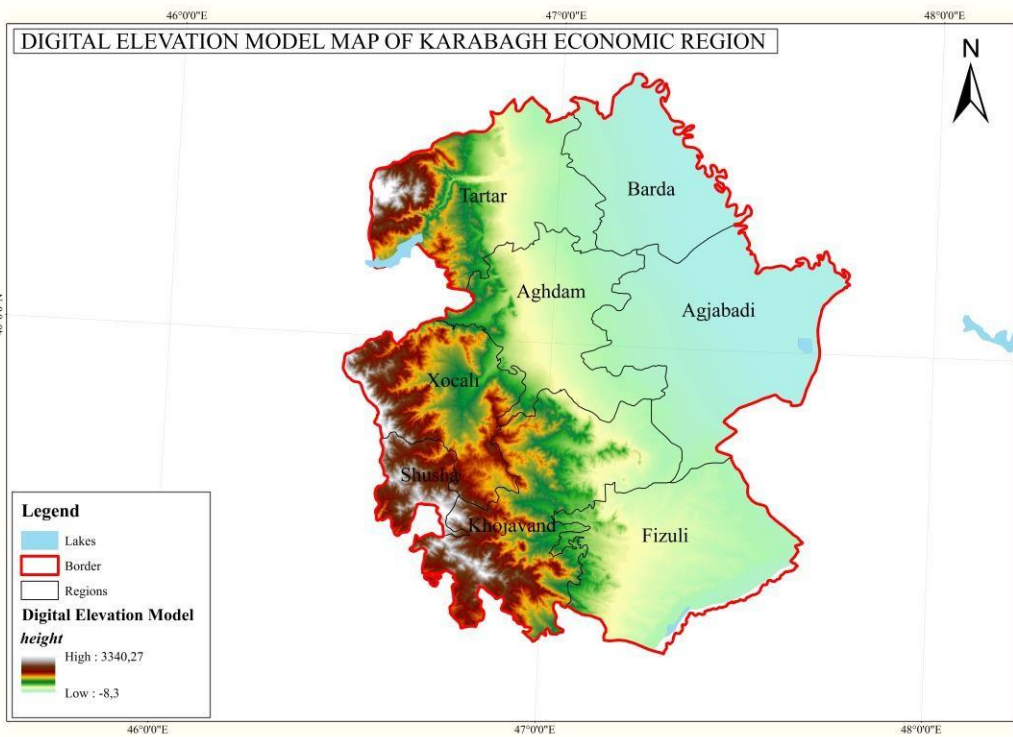 46°0'0"E 47°0'0"E 48°0'0"E
DIGITAL ELEVATION MODEL MAP OF KARABAGH ECONOMIC REGION
N
Barda
Tartar
Aghdam
Agjabadi
Xocalı
Shusha
Khojavand
Fizuli
Legend
Lakes
Border
Regions
Digital Elevation Model
height
High : 3340,27
Low : -8,3
46°0'0"E 47°0'0"E 48°0'0"E